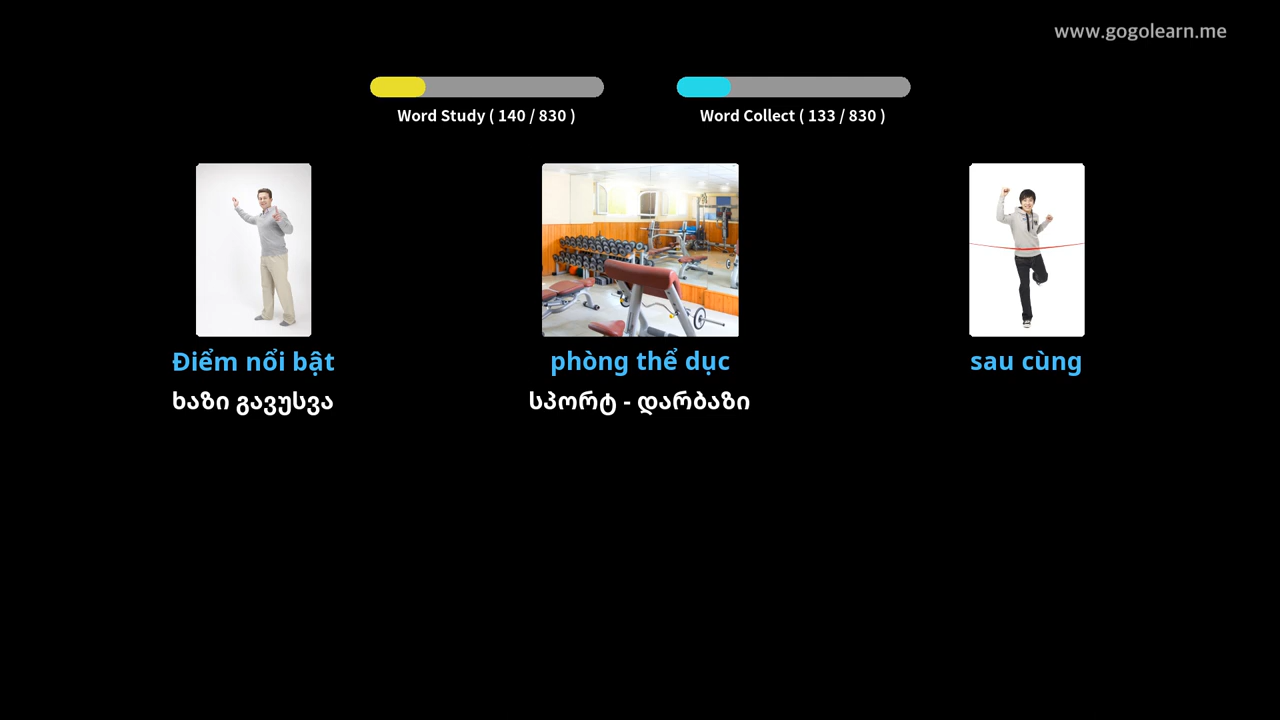 www.gogolearn.me
Word Study ( 140 / 830 )
Word Collect ( 133 / 830 )
Điểm nổi bật
phòng thể dục
sau cùng
ხაზი გავუსვა
სპორტ - დარბაზი